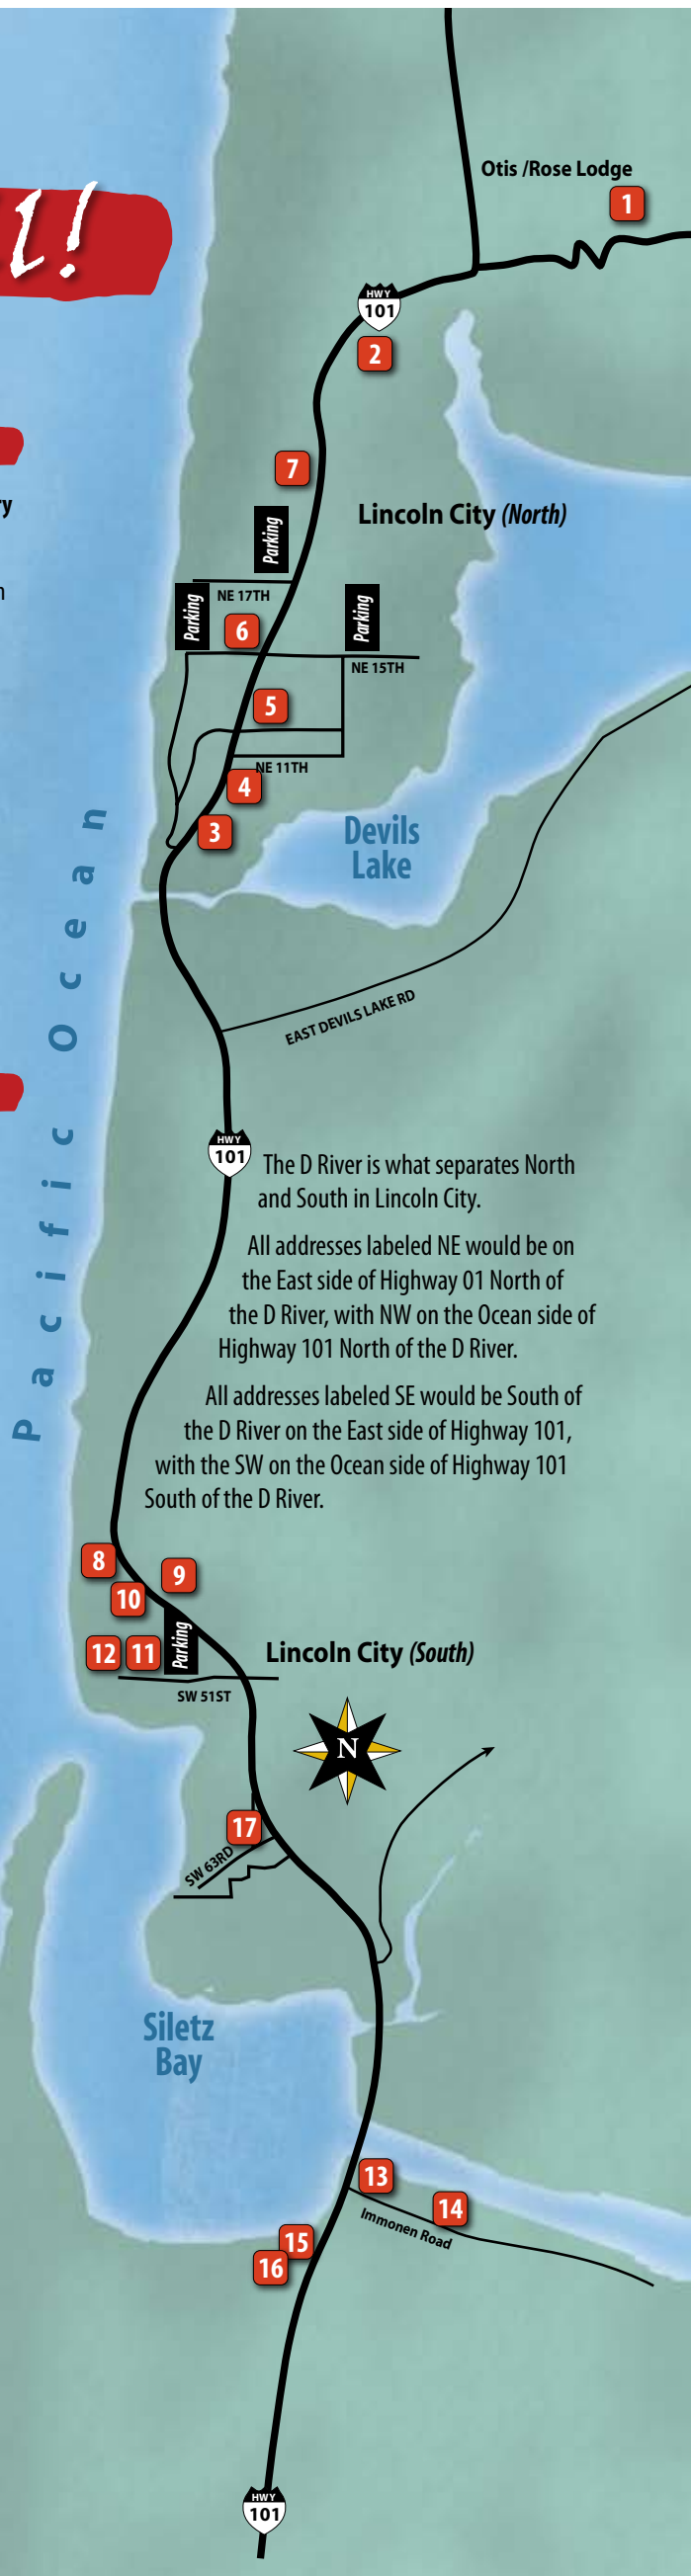 Otis /Rose Lodge
1
l!
HWY
101
2
7
ry
Lincoln City (North)
Parking
n
NE 17TH
Parking
Parking
6
NE 15TH
5
NE 11TH
4
3
Devils
Lake
Pacific Ocean
EAST DEVILS LAKE RD
HWY
101
The D River is what separates North
and South in Lincoln City.
All addresses labeled NE would be on
the East side of Highway 01 North of
the D River, with NW on the Ocean side of
Highway 101 North of the D River.
All addresses labeled SE would be South of
the D River on the East side of Highway 101,
with the SW on the Ocean side of Highway 101
South of the D River.
8
9
10
Parking
12
11
Lincoln City (South)
SW 51ST
N
17
SW 63RD
Siletz
Bay
13
14
Immonen Road
15
16
HWY
101